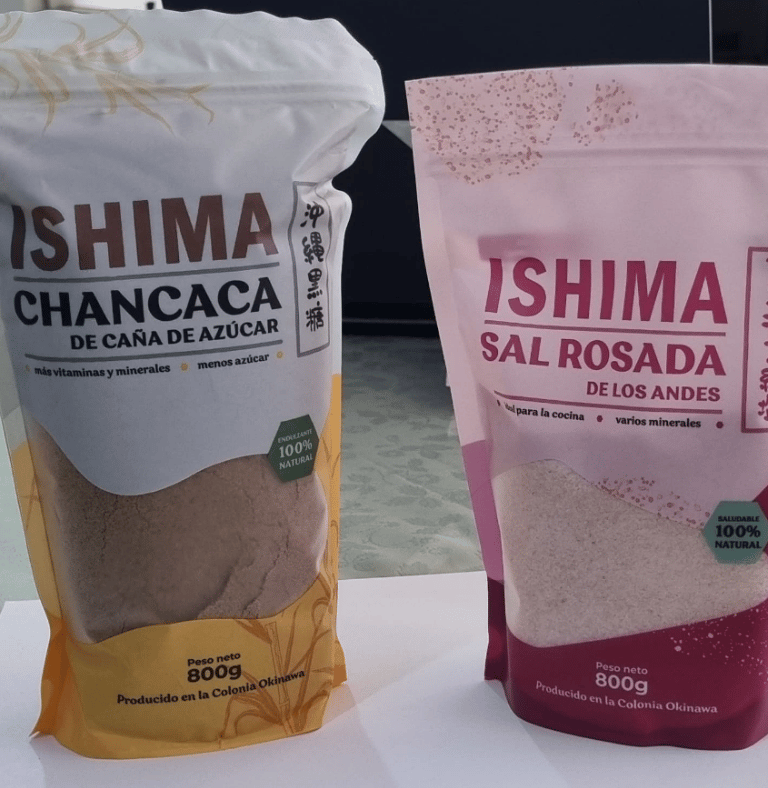 ISHIMA
CHANCACA
DE CAÑA DE AZÚCAR
más vitaminas y minerales • menos azúcar
沖縄黒糖
ENDULZANTE
100%
NATURAL
Peso neto
800g
Producido en la Colonia Okinawa
ISHIMA
SAL ROSADA
DE LOS ANDES
para la cocina • varios minerales
SALUDABLE
100%
NATURAL
Peso neto
800g
Producido en la Colonia Okinawa